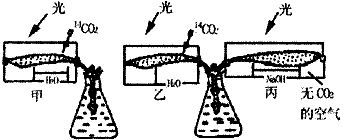 光 ¹⁴CO₂ 光 ¹⁴CO₂ 光
H₂O H₂O NaOH
甲 乙 丙 无CO₂
的空气